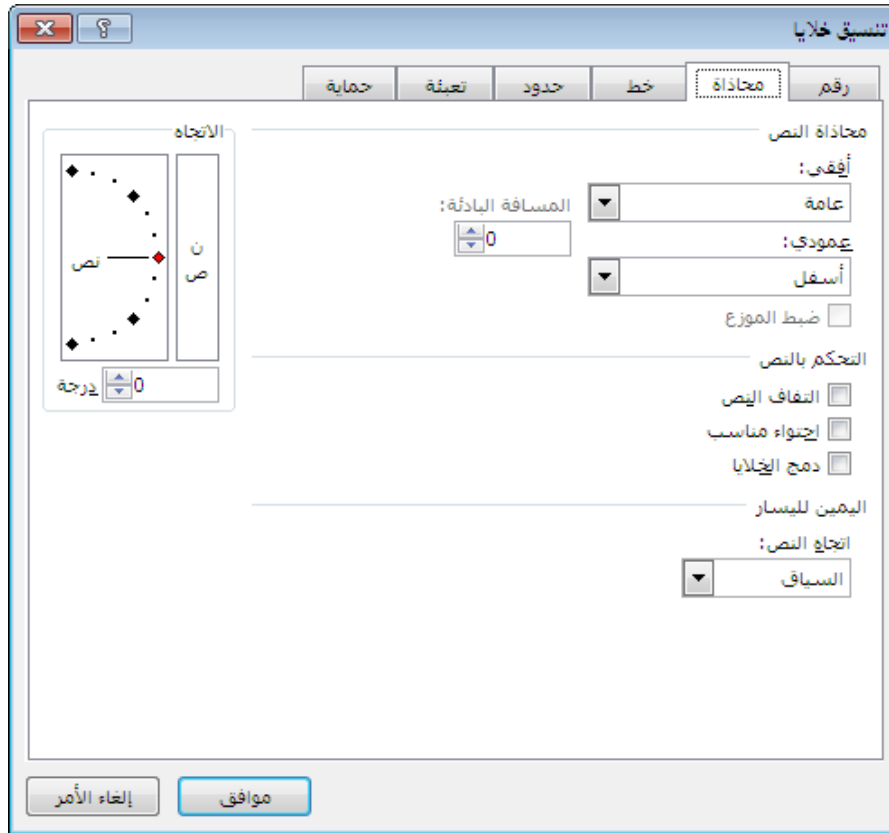 تنسيق خلايا
رقم
محاذاة
خط
حدود
تعبئة
حماية
محاذاة النص
أفقي:
عامة
المسافة البادئة:
0
عمودي:
أسفل
ضبط الموزع
التحكم بالنص
التفاف النص
احتواء مناسب
دمج الخلايا
اليمين لليسار
اتجاه النص:
السياق
الاتجاه
ن
ص
نص
0
درجة
موافق
إلغاء الأمر